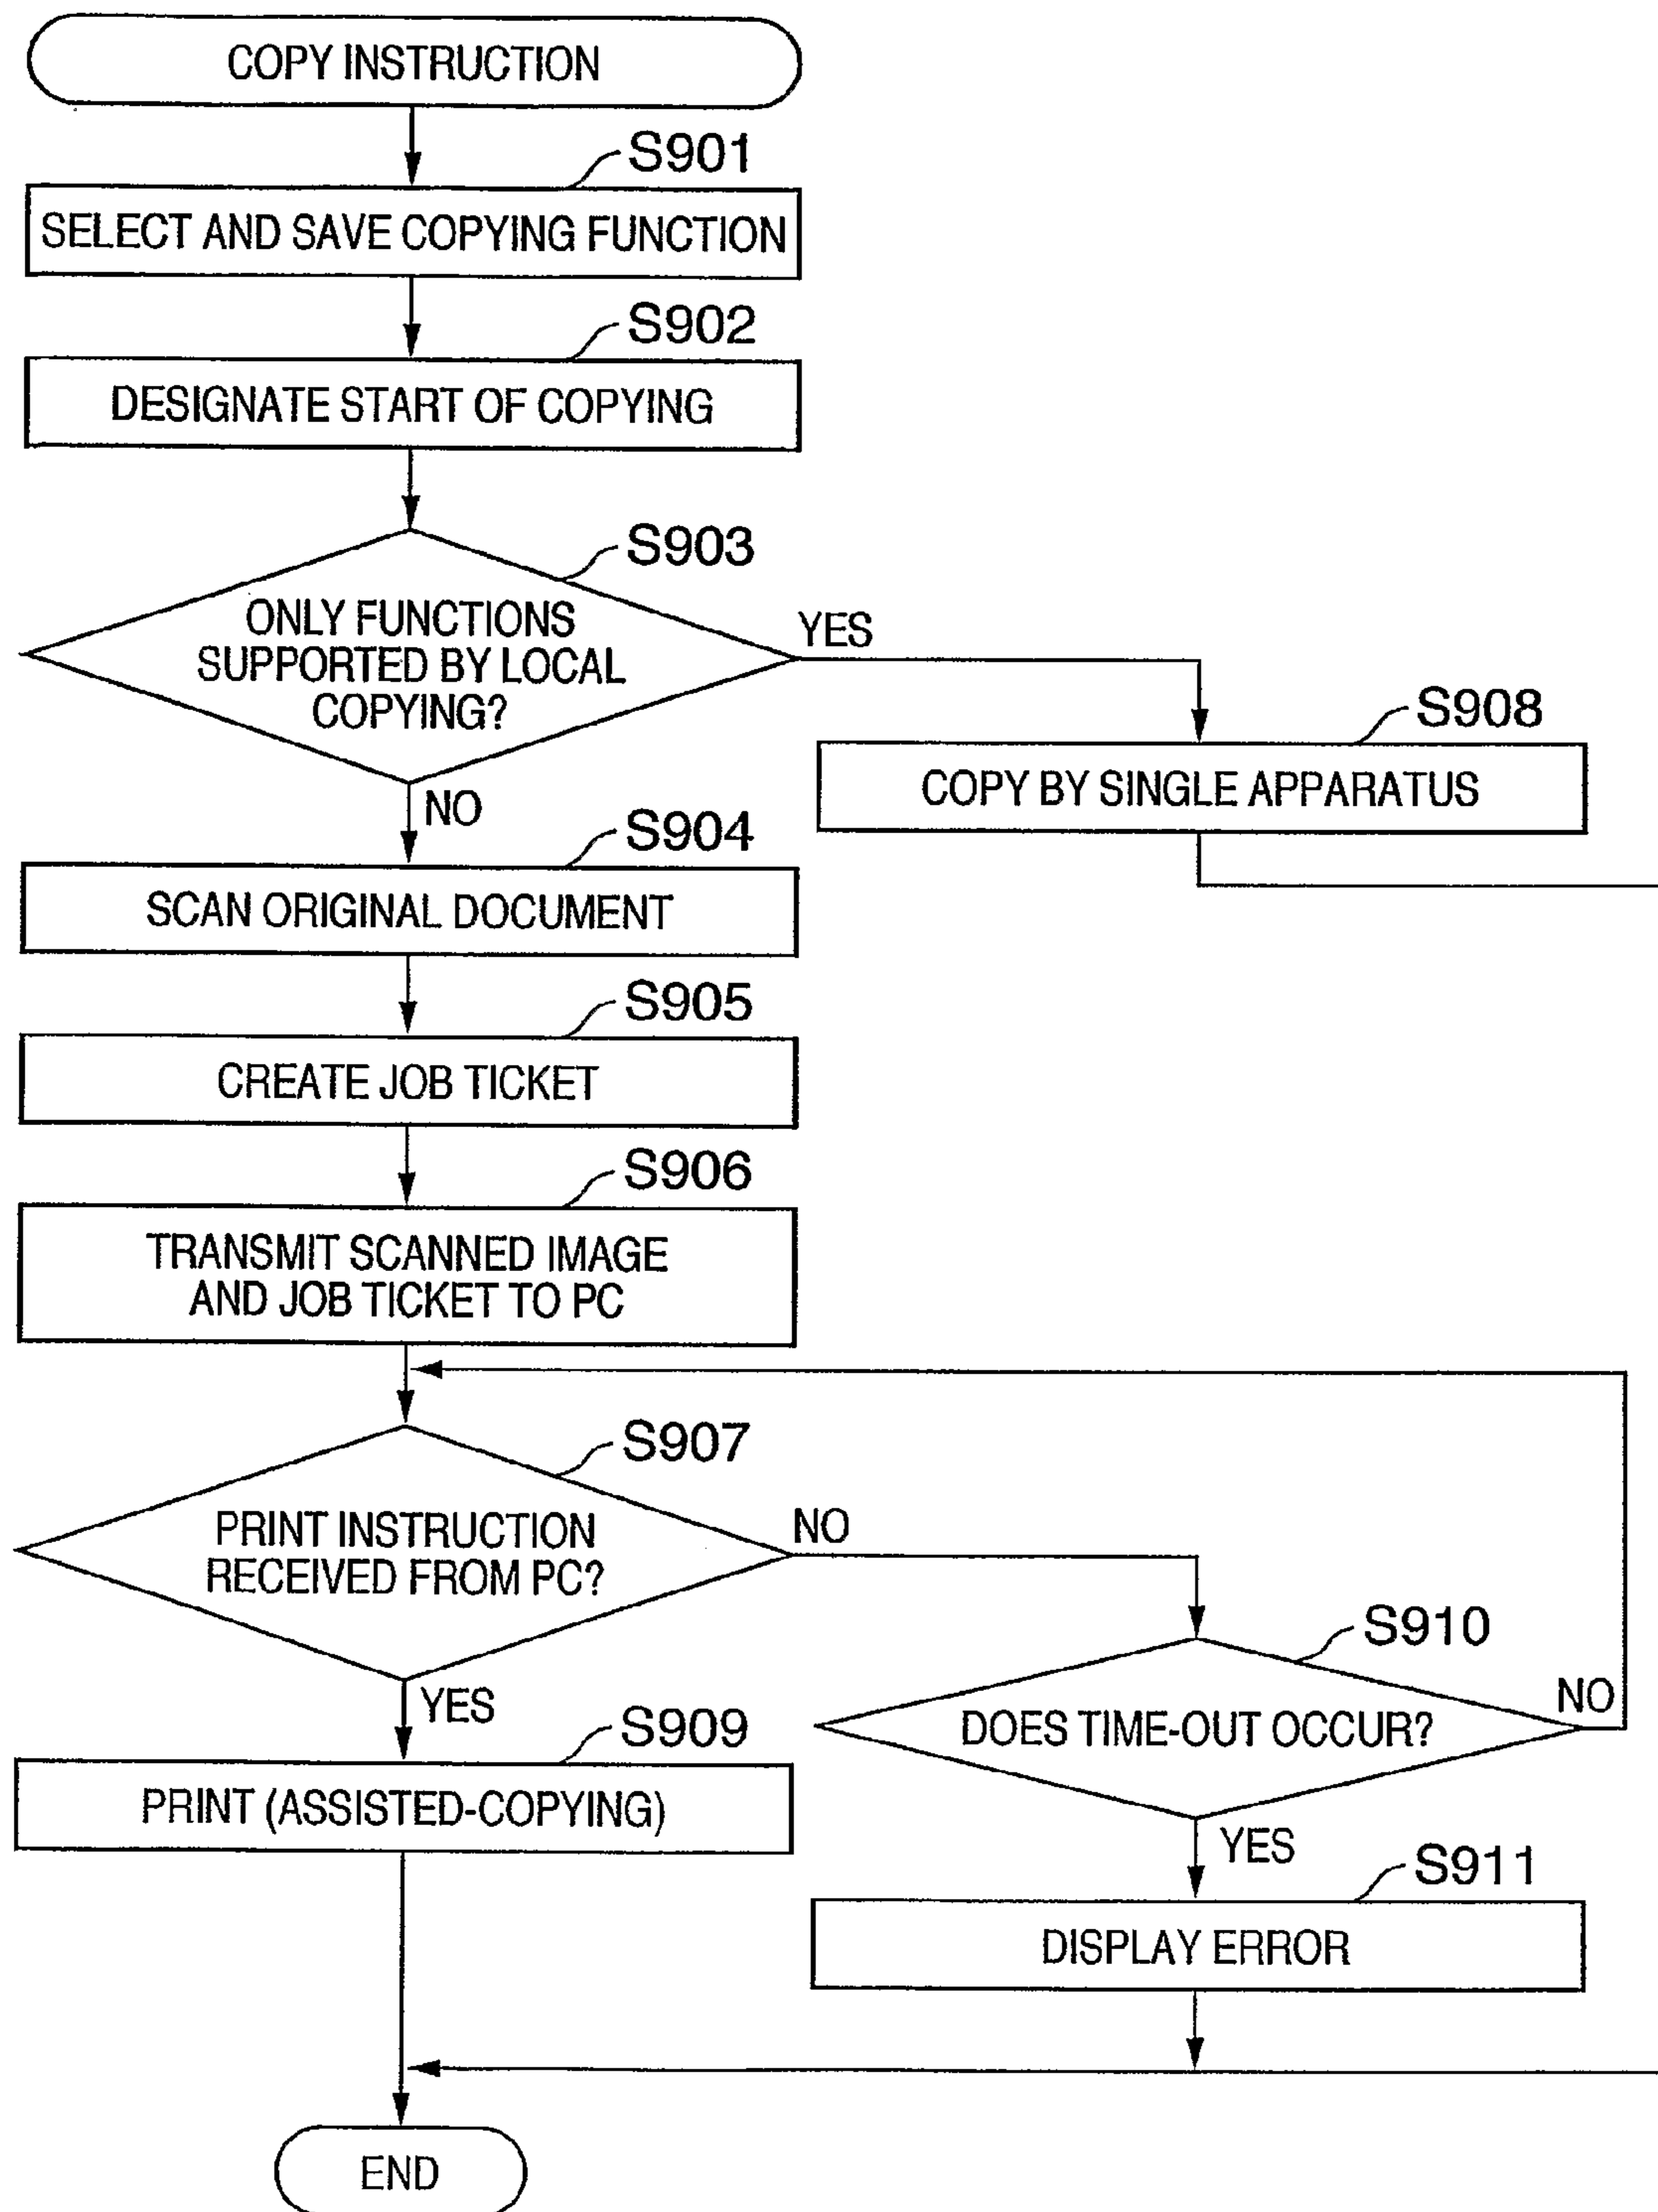 COPY INSTRUCTION
S901
SELECT AND SAVE COPYING FUNCTION
S902
DESIGNATE START OF COPYING
S903
ONLY FUNCTIONS
SUPPORTED BY LOCAL
COPYING?
YES
S908
COPY BY SINGLE APPARATUS
NO
S904
SCAN ORIGINAL DOCUMENT
S905
CREATE JOB TICKET
S906
TRANSMIT SCANNED IMAGE
AND JOB TICKET TO PC
S907
PRINT INSTRUCTION
RECEIVED FROM PC?
NO
S910
DOES TIME-OUT OCCUR?
NO
YES
S909
PRINT (ASSISTED-COPYING)
YES
S911
DISPLAY ERROR
END